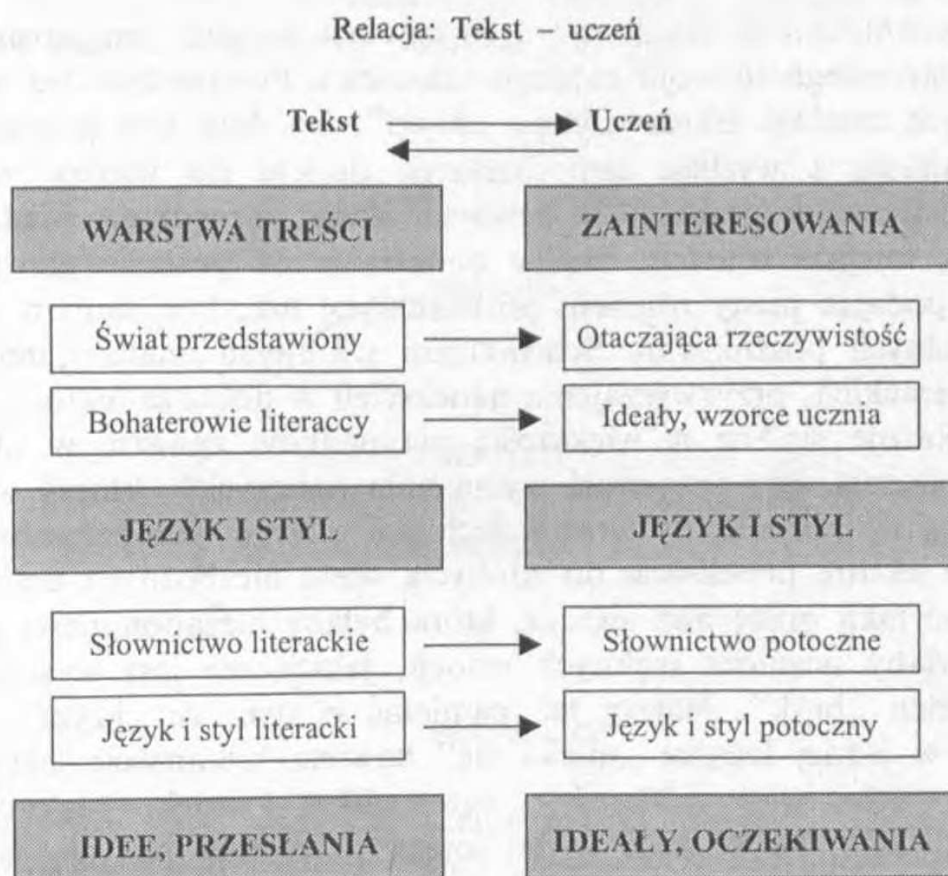 Relacja: Tekst – uczeń
Tekst Uczeń
WARSTWA TREŚCI ZAINTERESOWANIA
Świat przedstawiony Otaczająca rzeczywistość
Bohaterowie literaccy Ideały, wzorce ucznia
JĘZYK I STYL JĘZYK I STYL
Słownictwo literackie Słownictwo potoczne
Język i styl literacki Język i styl potoczny
IDEE, PRZESŁANIA IDEAŁY, OCZEKIWANIA